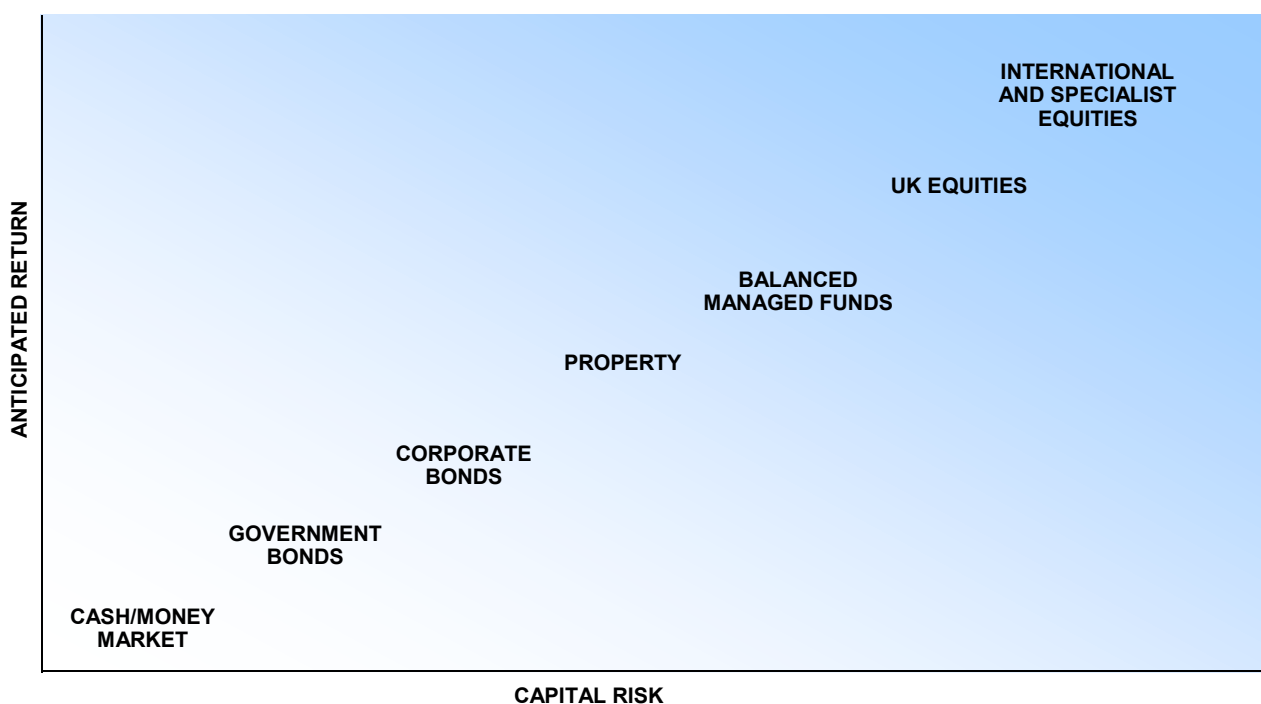 INTERNATIONAL
AND SPECIALIST
EQUITIES
UK EQUITIES
BALANCED
MANAGED FUNDS
PROPERTY
CORPORATE
BONDS
GOVERNMENT
BONDS
CASH/MONEY
MARKET
ANTICIPATED RETURN
CAPITAL RISK